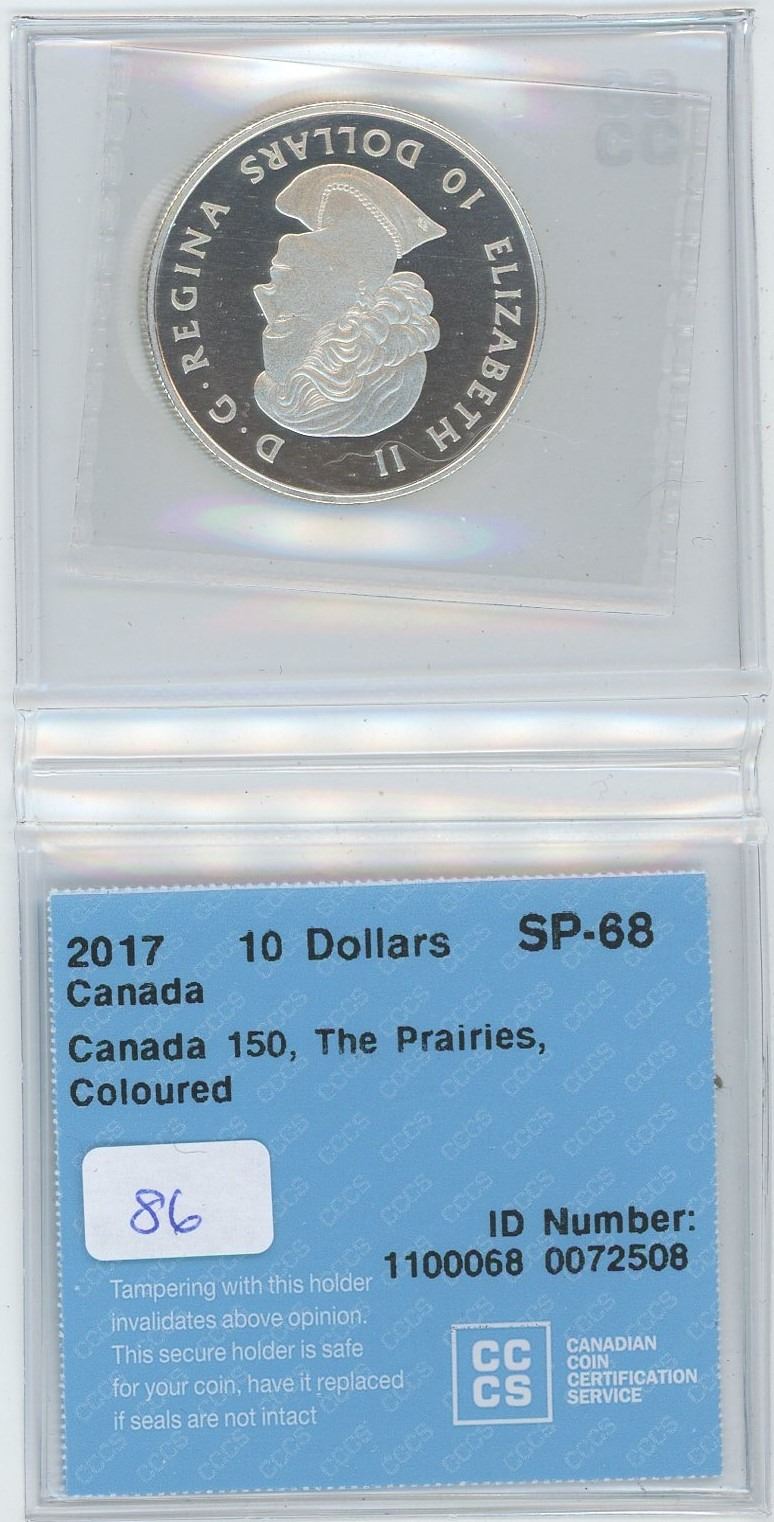 ELIZABETH II D·G·REGINA
10 DOLLARS
2017 10 Dollars SP-68
Canada
Canada 150, The Prairies,
Coloured
86
ID Number:
1100068 0072508
Tampering with this holder
invalidates above opinion.
This secure holder is safe
for your coin, have it replaced
if seals are not intact
CC
CS
CANADIAN
COIN
CERTIFICATION
SERVICE